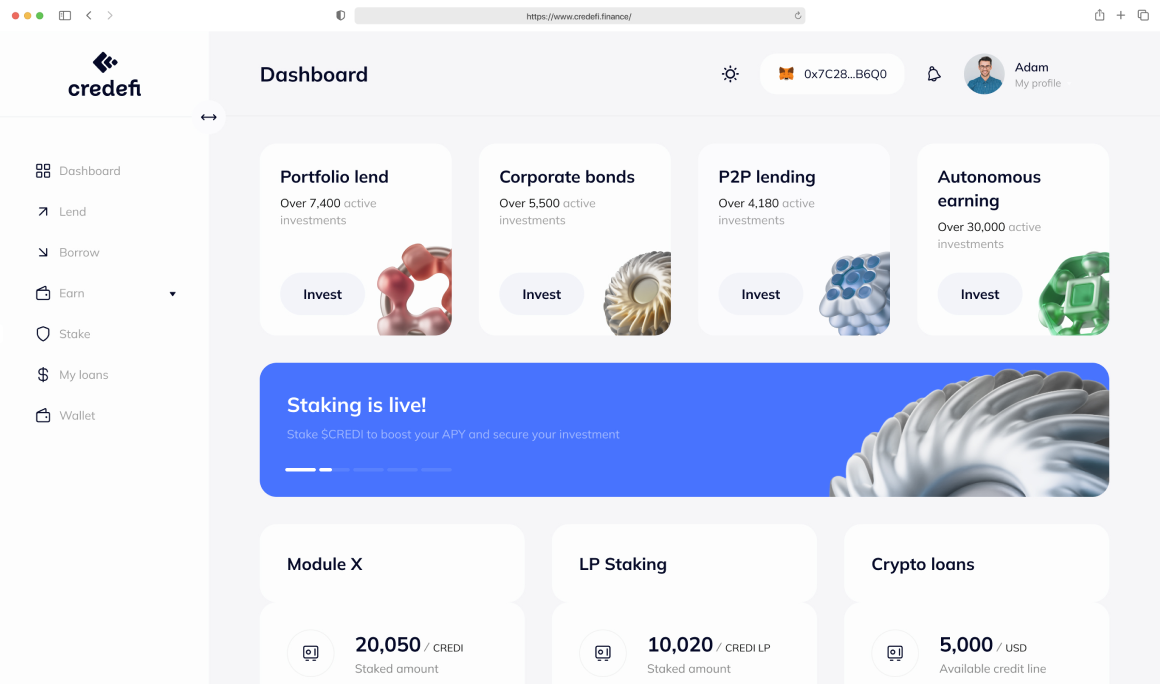 https://www.credefi.finance/
credefi
Dashboard
0x7C28...B6Q0
Adam
My profile
Dashboard
Lend
Borrow
Earn
Stake
My loans
Wallet
Portfolio lend
Over 7,400 active
investments
Invest
Corporate bonds
Over 5,500 active
investments
Invest
P2P lending
Over 4,180 active
investments
Invest
Autonomous
earning
Over 30,000 active
investments
Invest
Staking is live!
Stake $CREDI to boost your APY and secure your investment
Module X
20,050 / CREDI
Staked amount
LP Staking
10,020 / CREDI LP
Staked amount
Crypto loans
5,000 / USD
Available credit line